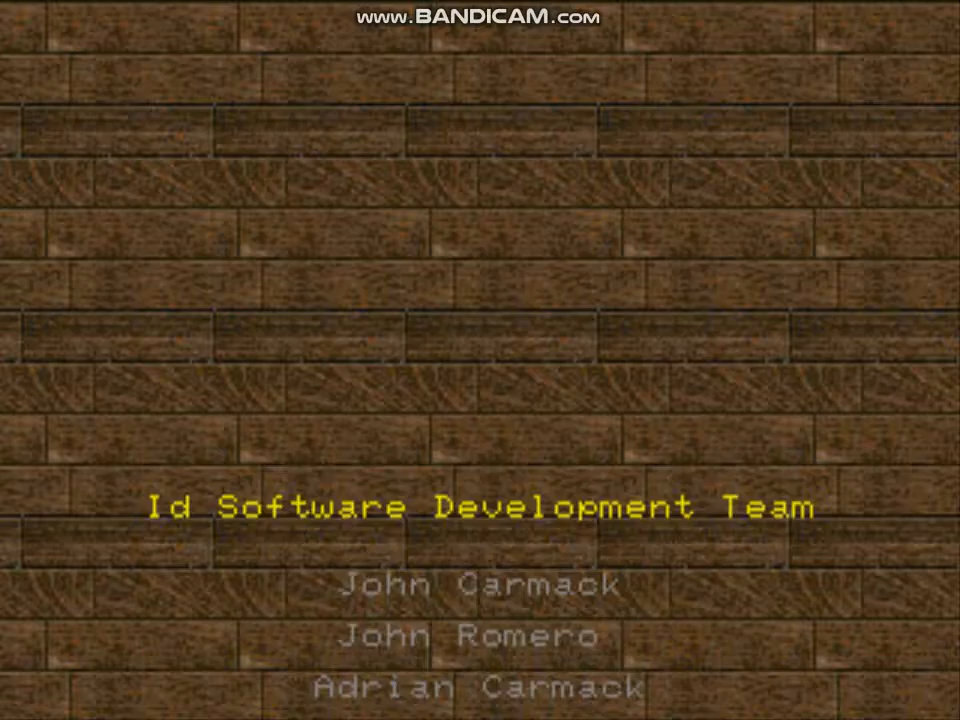 www.BANDICAM.com
Id Software Development Team
John Carmack
John Romero
Adrian Carmack